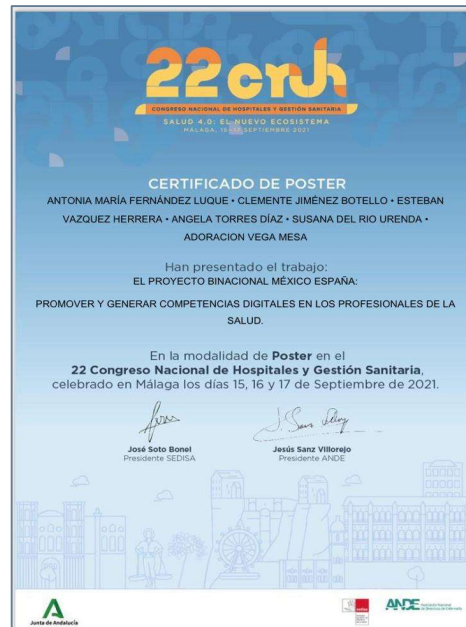 22 cnh
CONGRESO NACIONAL DE HOSPITALES Y GESTIÓN SANITARIA
SALUD 4.0: EL NUEVO ECOSISTEMA
MÁLAGA, 15-17 SEPTIEMBRE 2021
CERTIFICADO DE POSTER
ANTONIA MARÍA FERNÁNDEZ LUQUE • CLEMENTE JIMÉNEZ BOTELLO • ESTEBAN
VAZQUEZ HERRERA • ANGELA TORRES DÍAZ • SUSANA DEL RIO URENDA •
ADORACION VEGA MESA
Han presentado el trabajo:
EL PROYECTO BINACIONAL MÉXICO ESPAÑA:
PROMOVER Y GENERAR COMPETENCIAS DIGITALES EN LOS PROFESIONALES DE LA
SALUD.
En la modalidad de Poster en el
22 Congreso Nacional de Hospitales y Gestión Sanitaria,
celebrado en Málaga los días 15, 16 y 17 de Septiembre de 2021.
José Soto Bonel
Presidente SEDISA
Jesús Sanz Villorejo
Presidente ANDE
Junta de Andalucía
ANDE